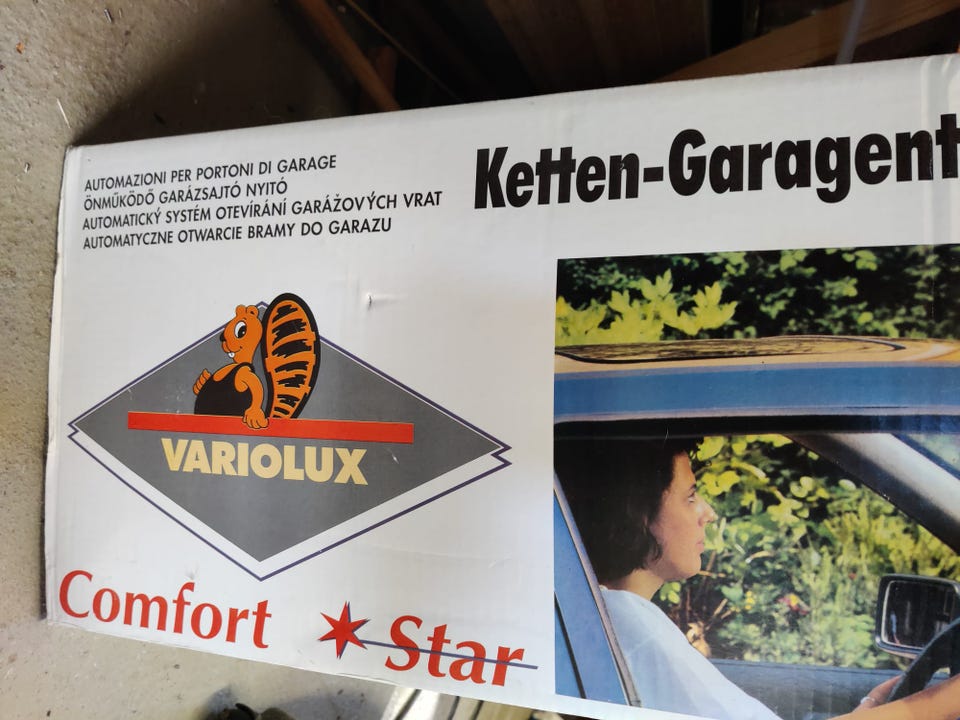 AUTOMAZIONI PER PORTONI DI GARAGE
ÖNMŰKÖDŐ GARÁZSAJTÓ NYITÓ
AUTOMATICKÝ SYSTÉM OTEVÍRÁNÍ GARÁŽOVÝCH VRAT
AUTOMATYCZNE OTWARCIE BRAMY DO GARAZU
Ketten-Garagent
VARIOLUX
Comfort Star